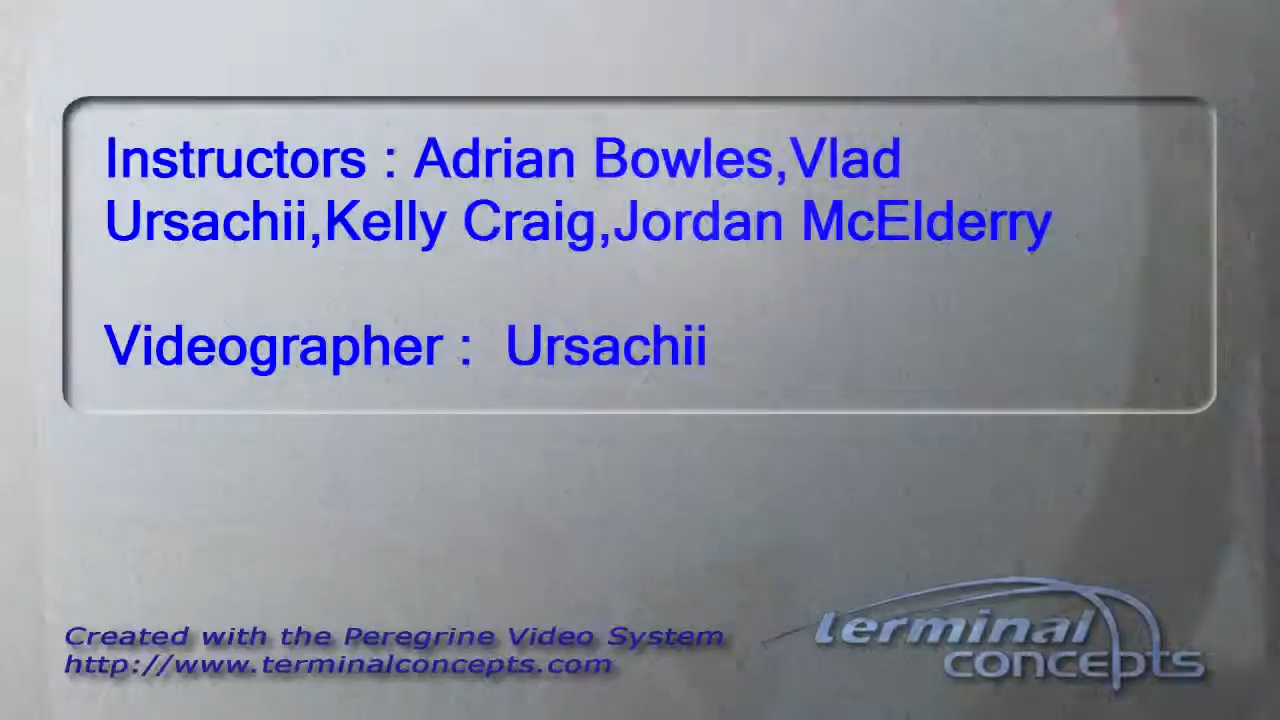 Instructors : Adrian Bowles,Vlad
Ursachii,Kelly Craig,Jordan McElderry
Videographer :  Ursachii
Created with the Peregrine Video System
http://www.terminalconcepts.com
terminal
concepts